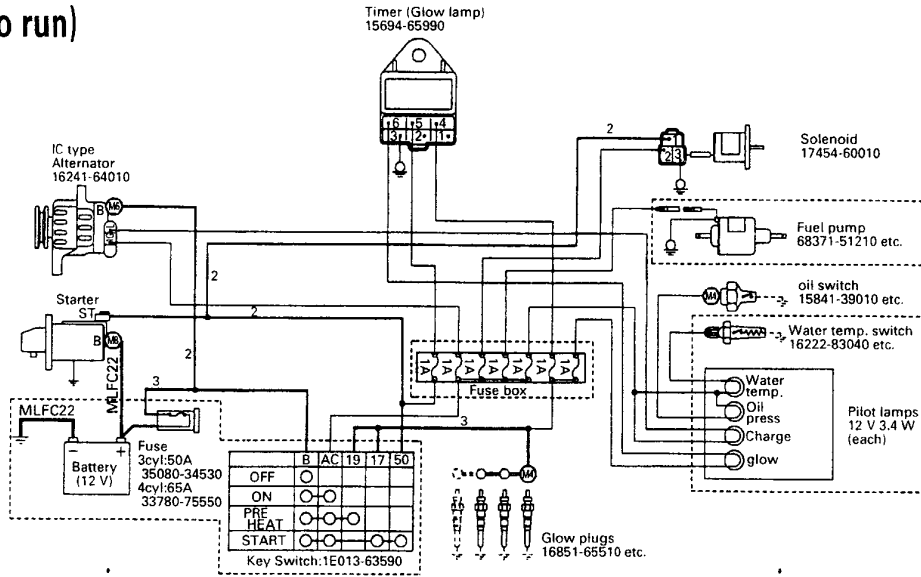 o run)
Timer (Glow lamp)
15694-65990
6 5 4
3 2 1
IC type
Alternator
16241-64010
B
M6
2
2 3
Solenoid
17454-60010
Fuel pump
68371-51210 etc.
2
M4
oil switch
15841-39010 etc.
Starter
ST
2
B
M8
2
Water temp. switch
16222-83040 etc.
MLFC22
1A 1A 1A 1A 1A 1A 1A
Fuse box
3
Water
temp.
Oil
press
Charge
glow
Pilot lamps
12 V 3.4 W
(each)
MLFC22
3
Battery
(12 V)
Fuse
3cyl:50A
35080-34530
4cyl:65A
33780-75550
B AC 19 17 50
OFF
ON
PRE
HEAT
START
Key Switch:1E013-63590
M4
Glow plugs
16851-65510 etc.